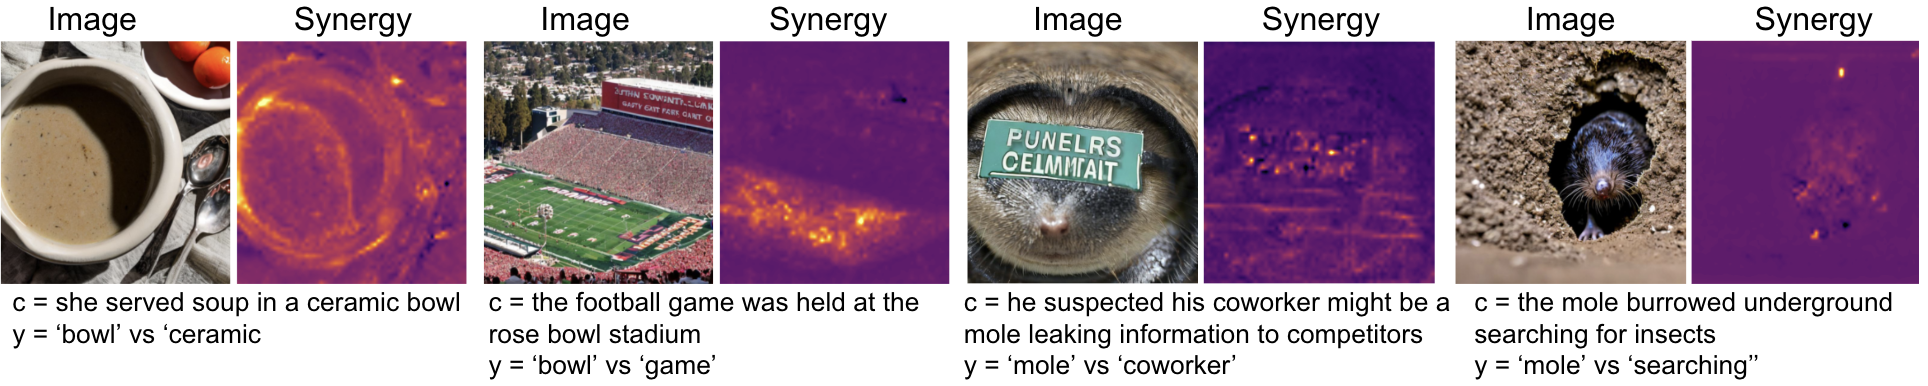 Image Synergy Image Synergy Image Synergy Image Synergy
PUNELRS
CELMMTAIT
c = she served soup in a ceramic bowl
y = ‘bowl’ vs ‘ceramic
c = the football game was held at the
rose bowl stadium
y = ‘bowl’ vs ‘game’
c = he suspected his coworker might be a
mole leaking information to competitors
y = ‘mole’ vs ‘coworker’
c = the mole burrowed underground
searching for insects
y = ‘mole’ vs ‘searching’’